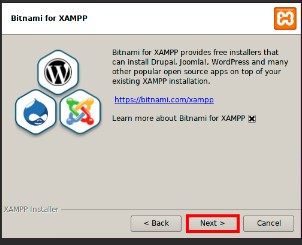 Bitnami for XAMPP
Bitnami for XAMPP provides free installers that
can install Drupal, Joomla!, WordPress and many
other popular open source apps on top of your
existing XAMPP installation.
https://bitnami.com/xampp
Learn more about Bitnami for XAMPP
XAMPP Installer
< Back
Next >
Cancel